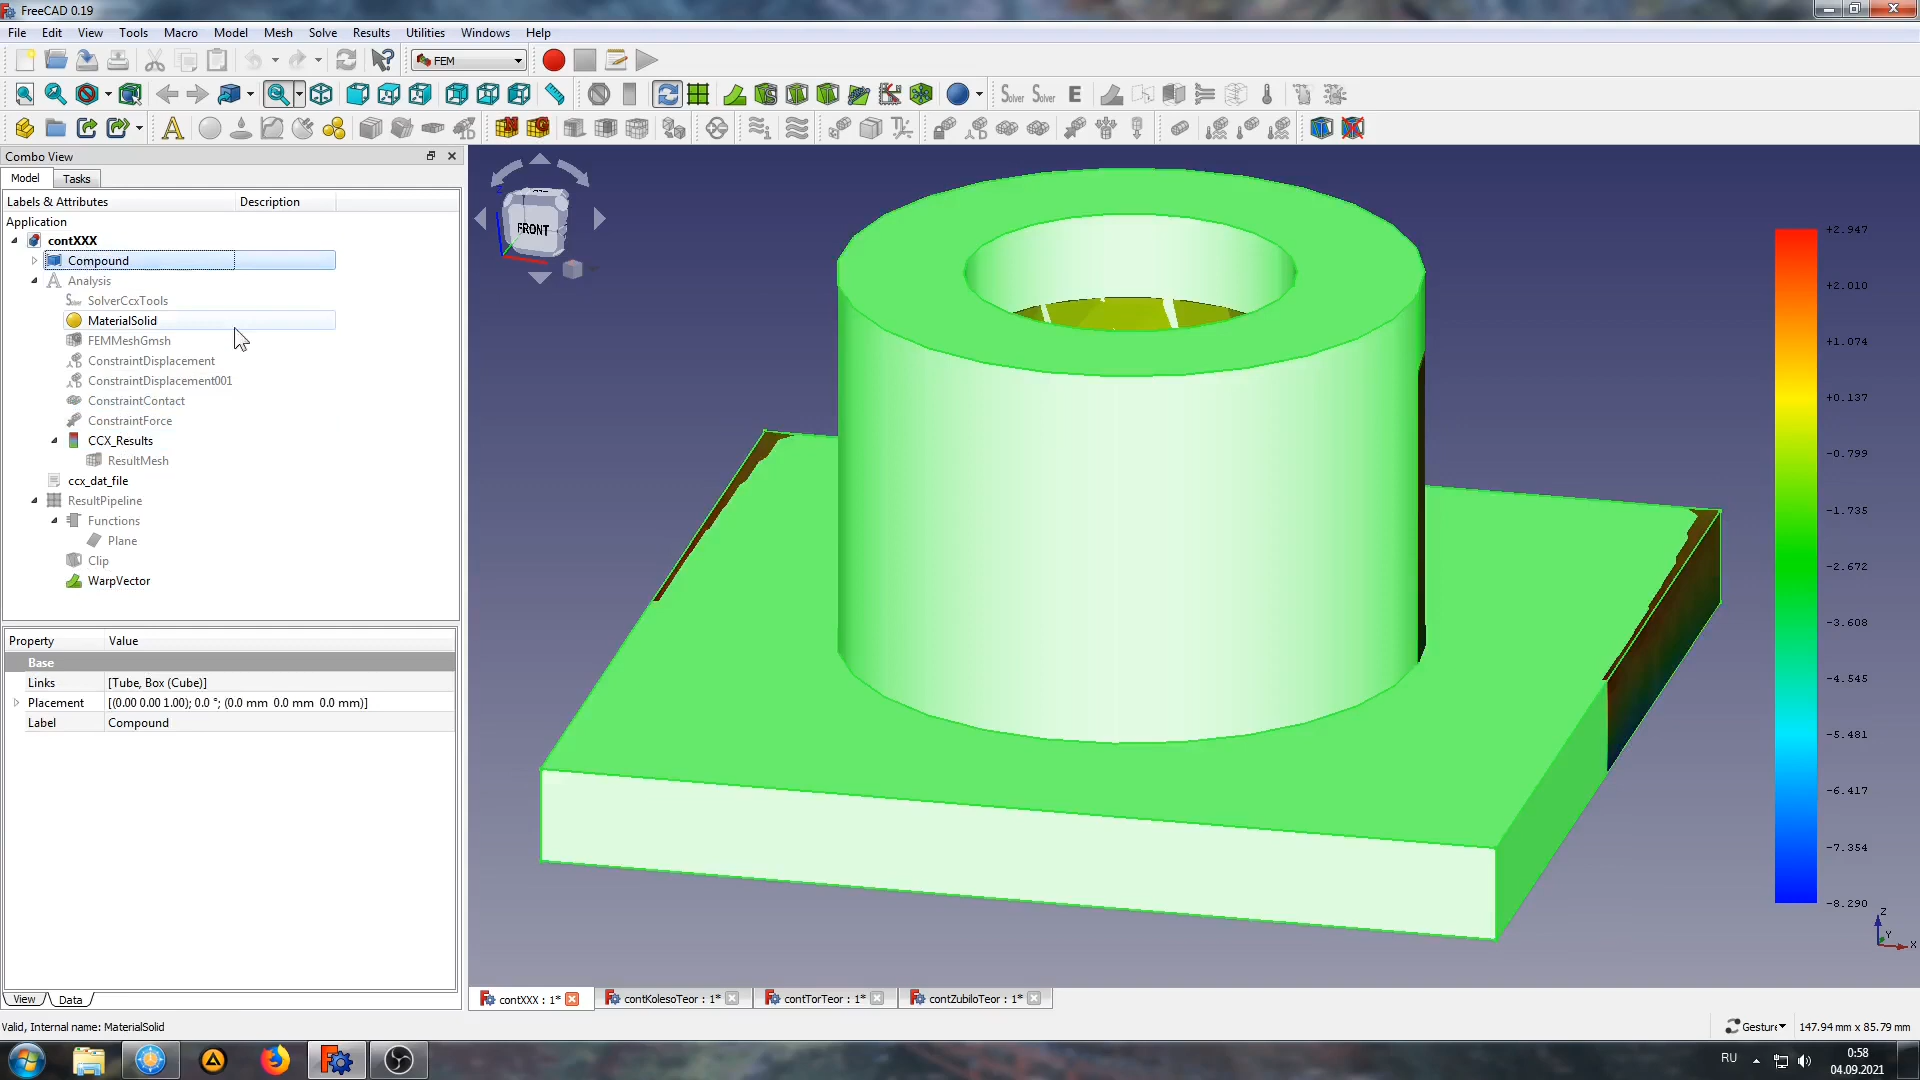 FreeCAD 0.19
File Edit View Tools Macro Model Mesh Solve Results Utilities Windows Help
FEM
Solver Solver E
Combo View
Model Tasks
Labels & Attributes Description
Application
contXXX
Compound
Analysis
SolverCcxTools
MaterialSolid
FEMMeshGmsh
ConstraintDisplacement
ConstraintDisplacement001
ConstraintContact
ConstraintForce
CCX_Results
ResultMesh
ccx_dat_file
ResultPipeline
Functions
Plane
Clip
WarpVector
Property Value
Base
Links [Tube, Box (Cube)]
Placement [(0.00 0.00 1.00); 0.0 °; (0.0 mm 0.0 mm 0.0 mm)]
Label Compound
View Data
FRONT
+2.947
+2.010
+1.074
+0.137
-0.799
-1.735
-2.672
-3.608
-4.545
-5.481
-6.417
-7.354
-8.290
Z
Y
X
contXXX : 1* contKolesoTeor : 1* contTorTeor : 1* contZubiloTeor : 1*
Valid, Internal name: MaterialSolid
Gesture 147.94 mm x 85.79 mm
RU
0:58
04.09.2021